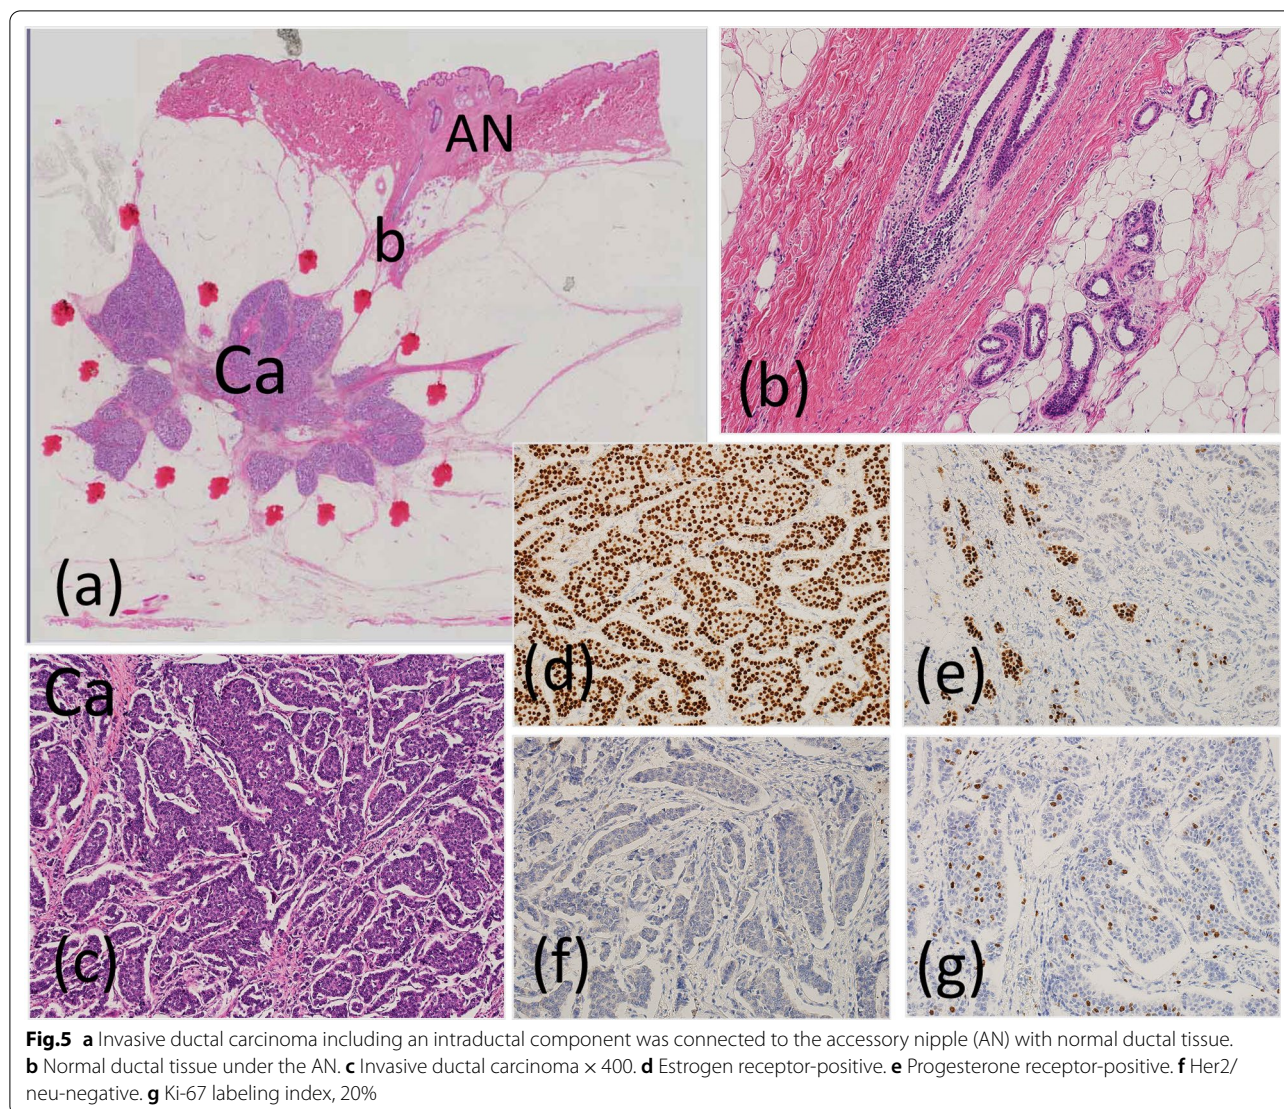 AN
b
Ca
(a)
(b)
Ca
(c)
(d)
(e)
(f)
(g)
Fig.5 a Invasive ductal carcinoma including an intraductal component was connected to the accessory nipple (AN) with normal ductal tissue.
b Normal ductal tissue under the AN. c Invasive ductal carcinoma × 400. d Estrogen receptor-positive. e Progesterone receptor-positive. f Her2/
neu-negative. g Ki-67 labeling index, 20%